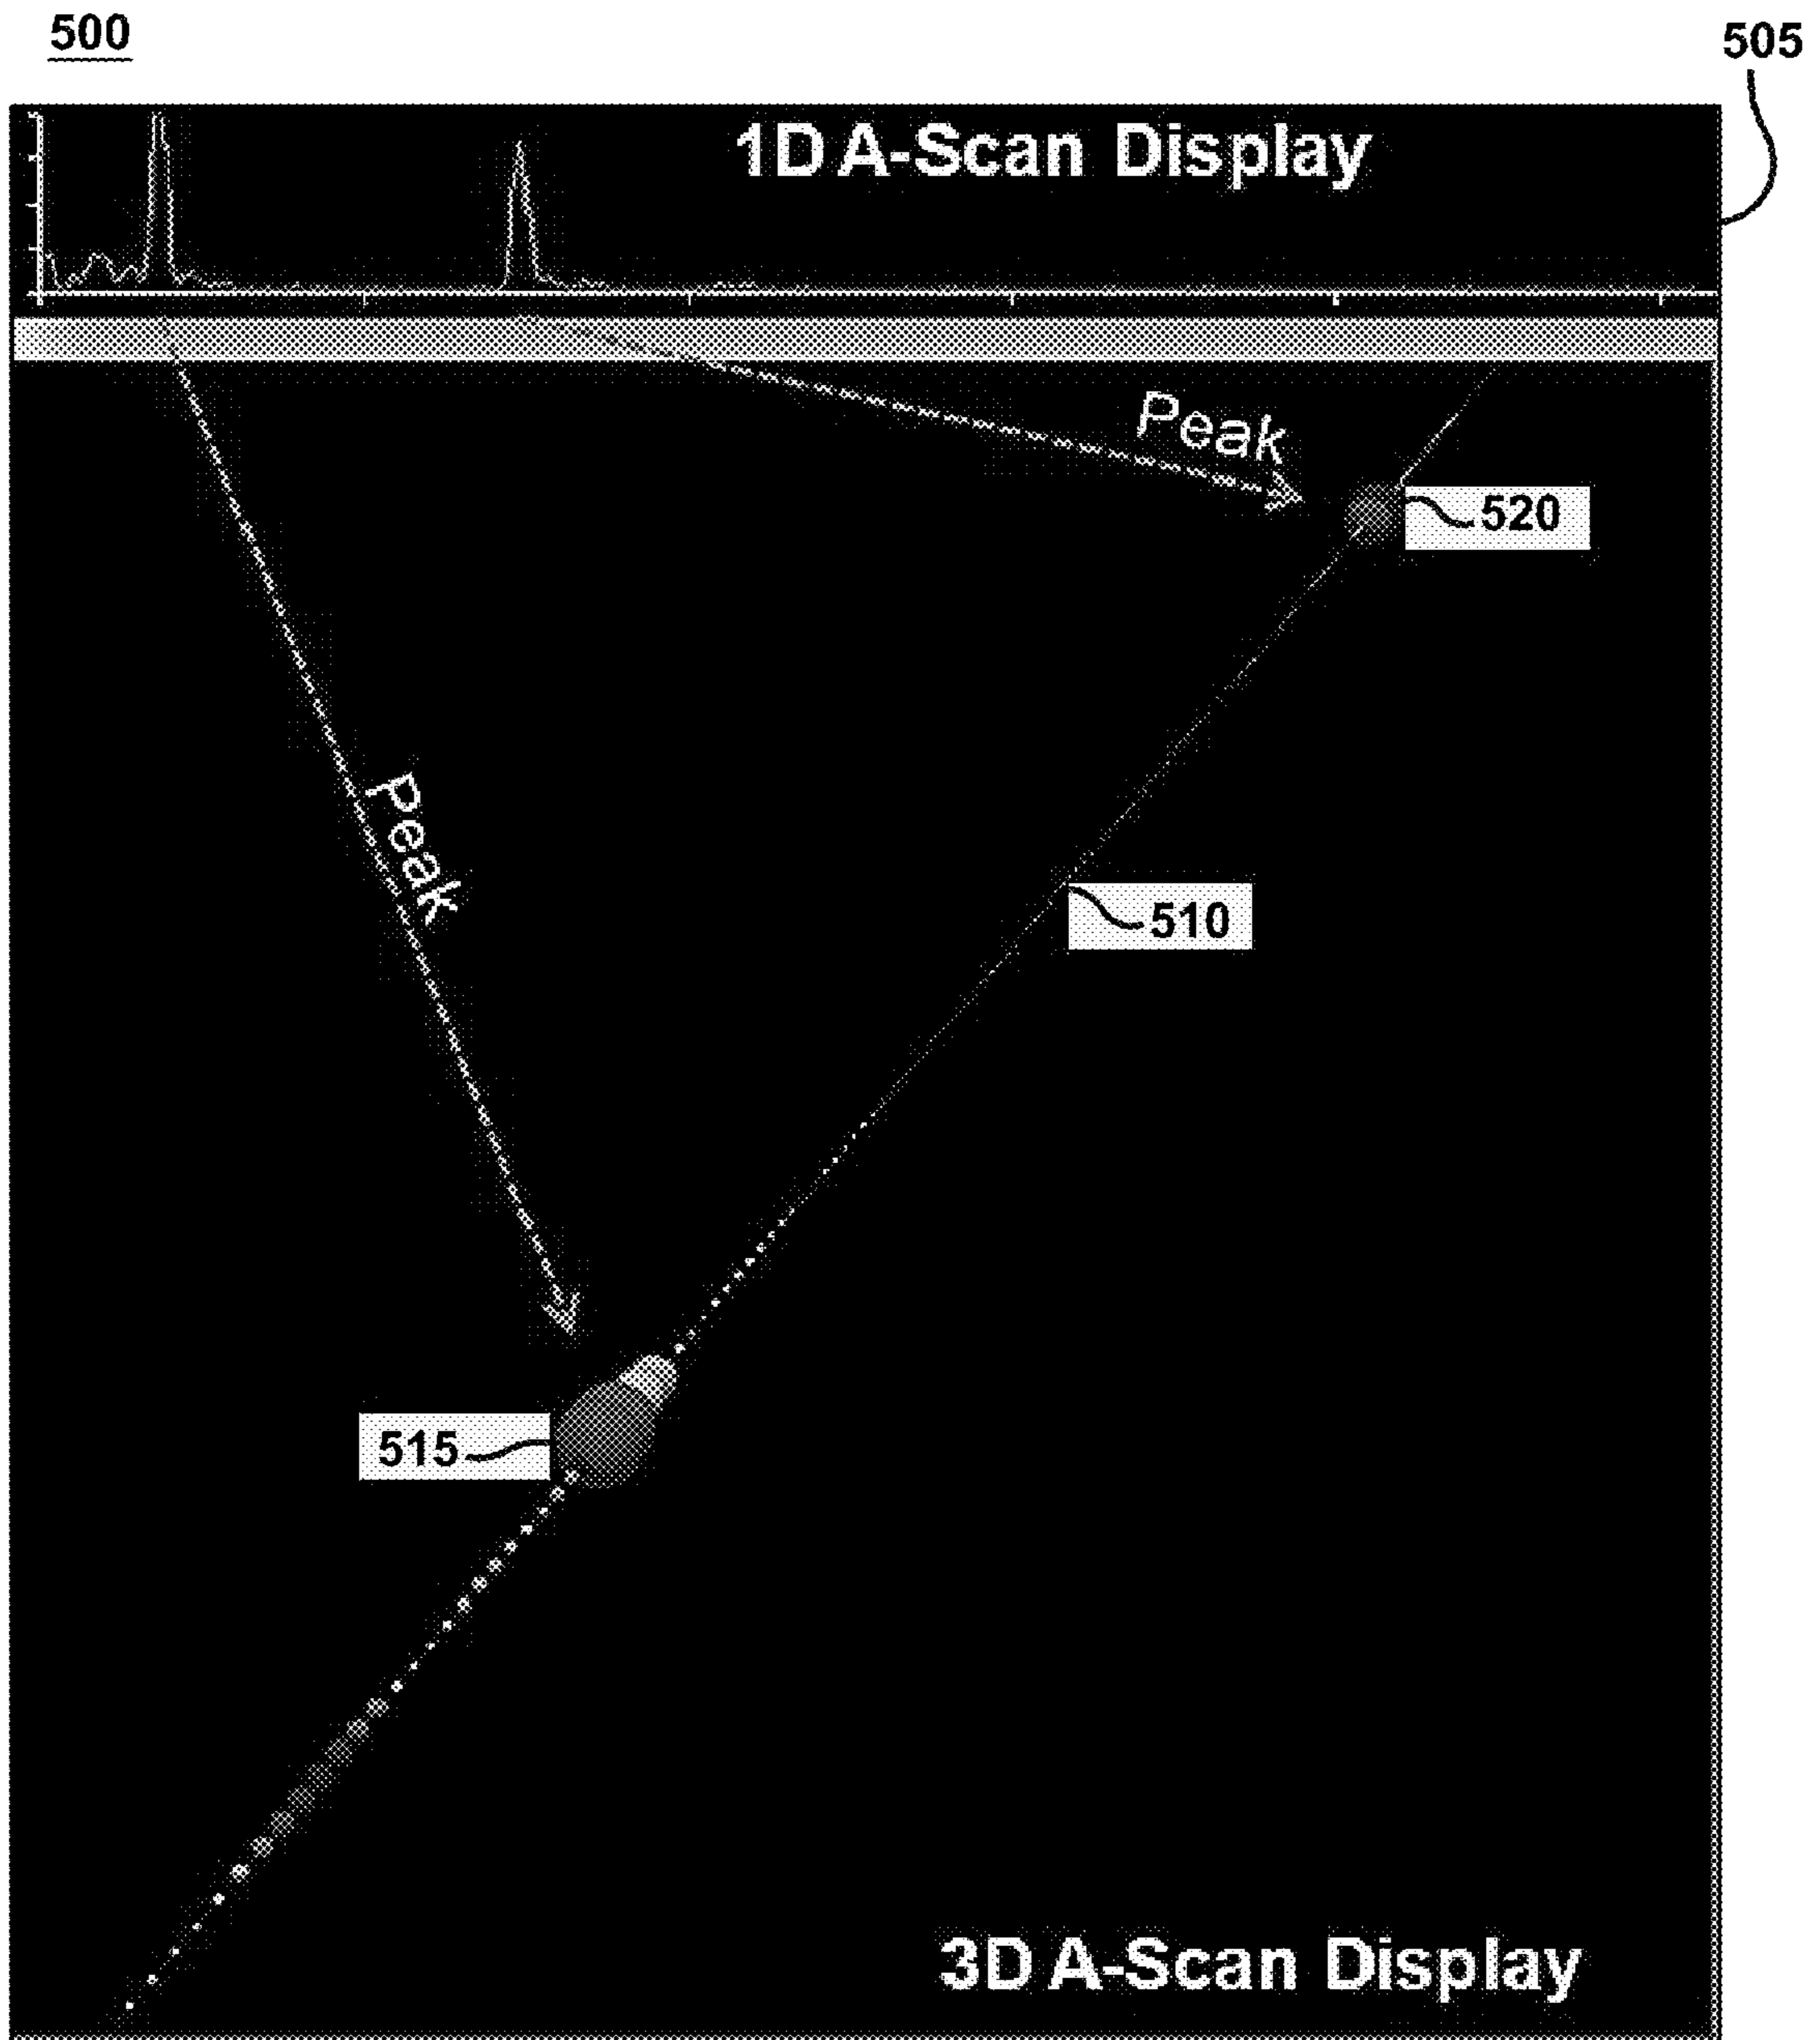 500
505
1D A-Scan Display
Peak
520
Peak
510
515
3D A-Scan Display